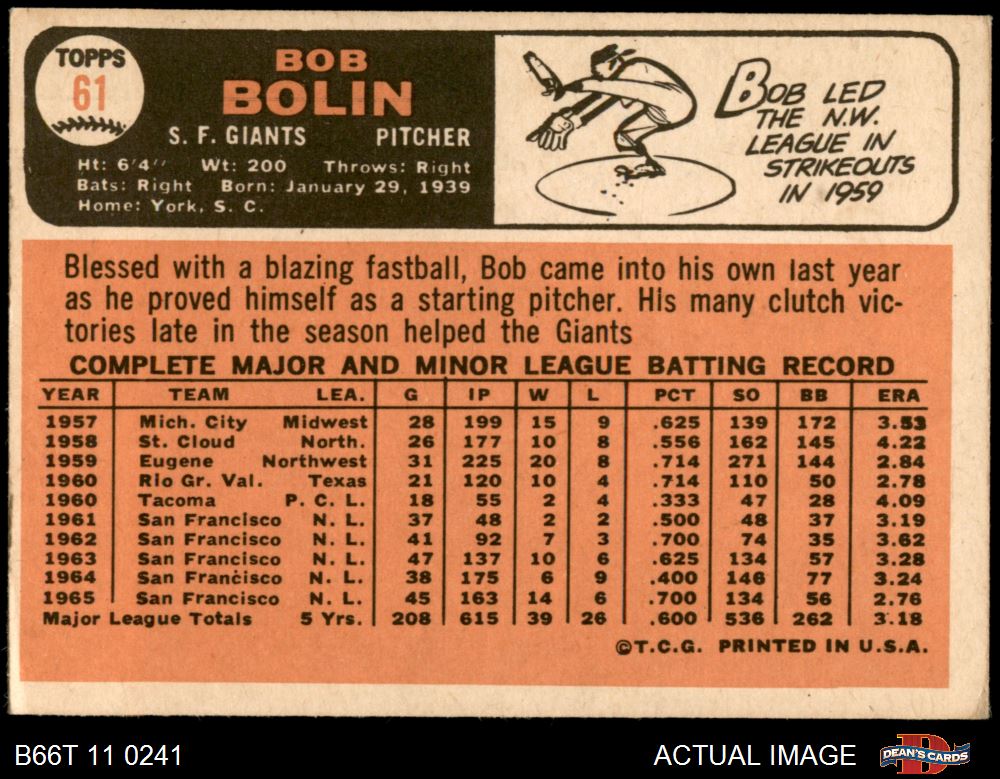 TOPPS
61
BOB
BOLIN
S. F. GIANTS PITCHER
Ht: 6'4" Wt: 200 Throws: Right
Bats: Right Born: January 29, 1939
Home: York, S. C.
BOB LED
THE N.W.
LEAGUE IN
STRIKEOUTS
IN 1959
Blessed with a blazing fastball, Bob came into his own last year
as he proved himself as a starting pitcher. His many clutch vic-
tories late in the season helped the Giants
COMPLETE MAJOR AND MINOR LEAGUE BATTING RECORD
YEAR TEAM LEA. G IP W L PCT SO BB ERA
1957 Mich. City Midwest 28 199 15 9 .625 139 172 3.53
1958 St. Cloud North. 26 177 10 8 .556 162 145 4.22
1959 Eugene Northwest 31 225 20 8 .714 271 144 2.84
1960 Rio Gr. Val. Texas 21 120 10 4 .714 110 50 2.78
1960 Tacoma P. C. L. 18 55 2 4 .333 47 28 4.09
1961 San Francisco N. L. 37 48 2 2 .500 48 37 3.19
1962 San Francisco N. L. 41 92 7 3 .700 74 35 3.62
1963 San Francisco N. L. 47 137 10 6 .625 134 57 3.28
1964 San Francisco N. L. 38 175 6 9 .400 146 77 3.24
1965 San Francisco N. L. 45 163 14 6 .700 134 56 2.76
Major League Totals 5 Yrs. 208 615 39 26 .600 536 262 3.18
©T.C.G. PRINTED IN U.S.A.
B66T 11 0241 ACTUAL IMAGE DEAN'S CARDS